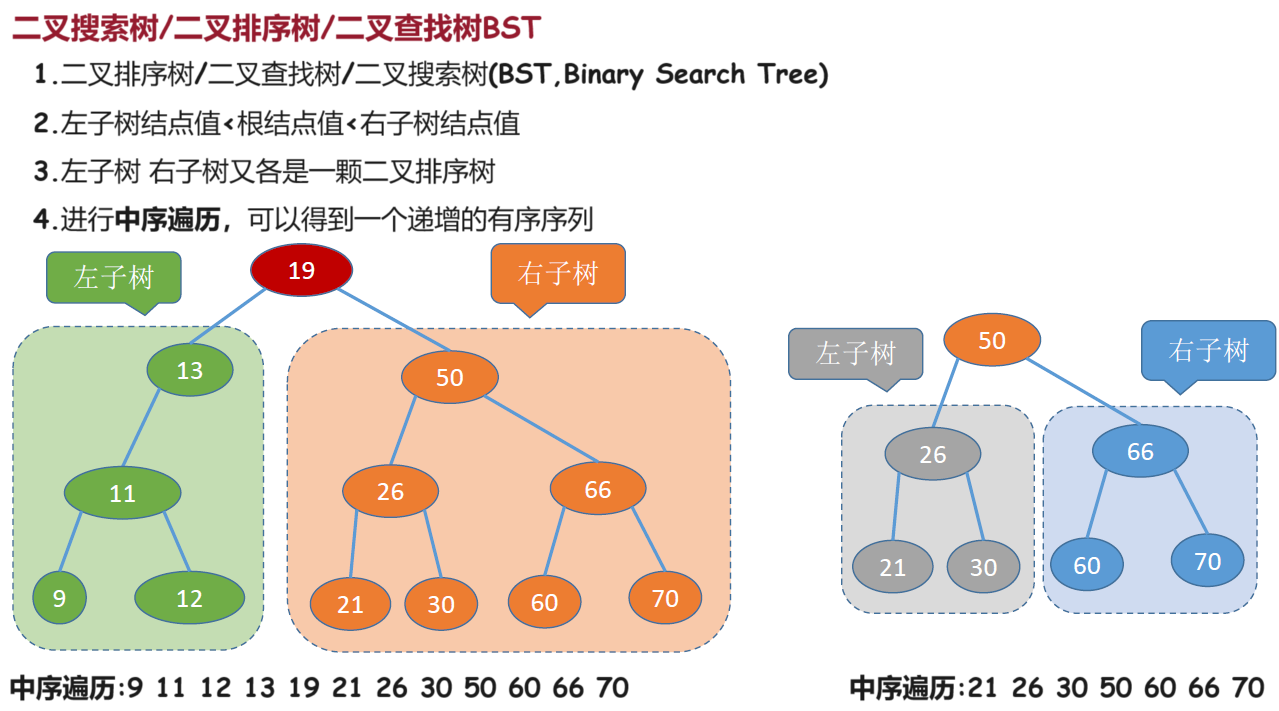 二叉搜索树/二叉排序树/二叉查找树BST
1.二叉排序树/二叉查找树/二叉搜索树(BST,Binary Search Tree)
2.左子树结点值<根结点值<右子树结点值
3.左子树 右子树又各是一颗二叉排序树
4.进行中序遍历，可以得到一个递增的有序序列
左子树
19
右子树
13
50
11
26
66
9
12
21
30
60
70
中序遍历:9 11 12 13 19 21 26 30 50 60 66 70
左子树
50
右子树
26
66
21
30
60
70
中序遍历:21 26 30 50 60 66 70